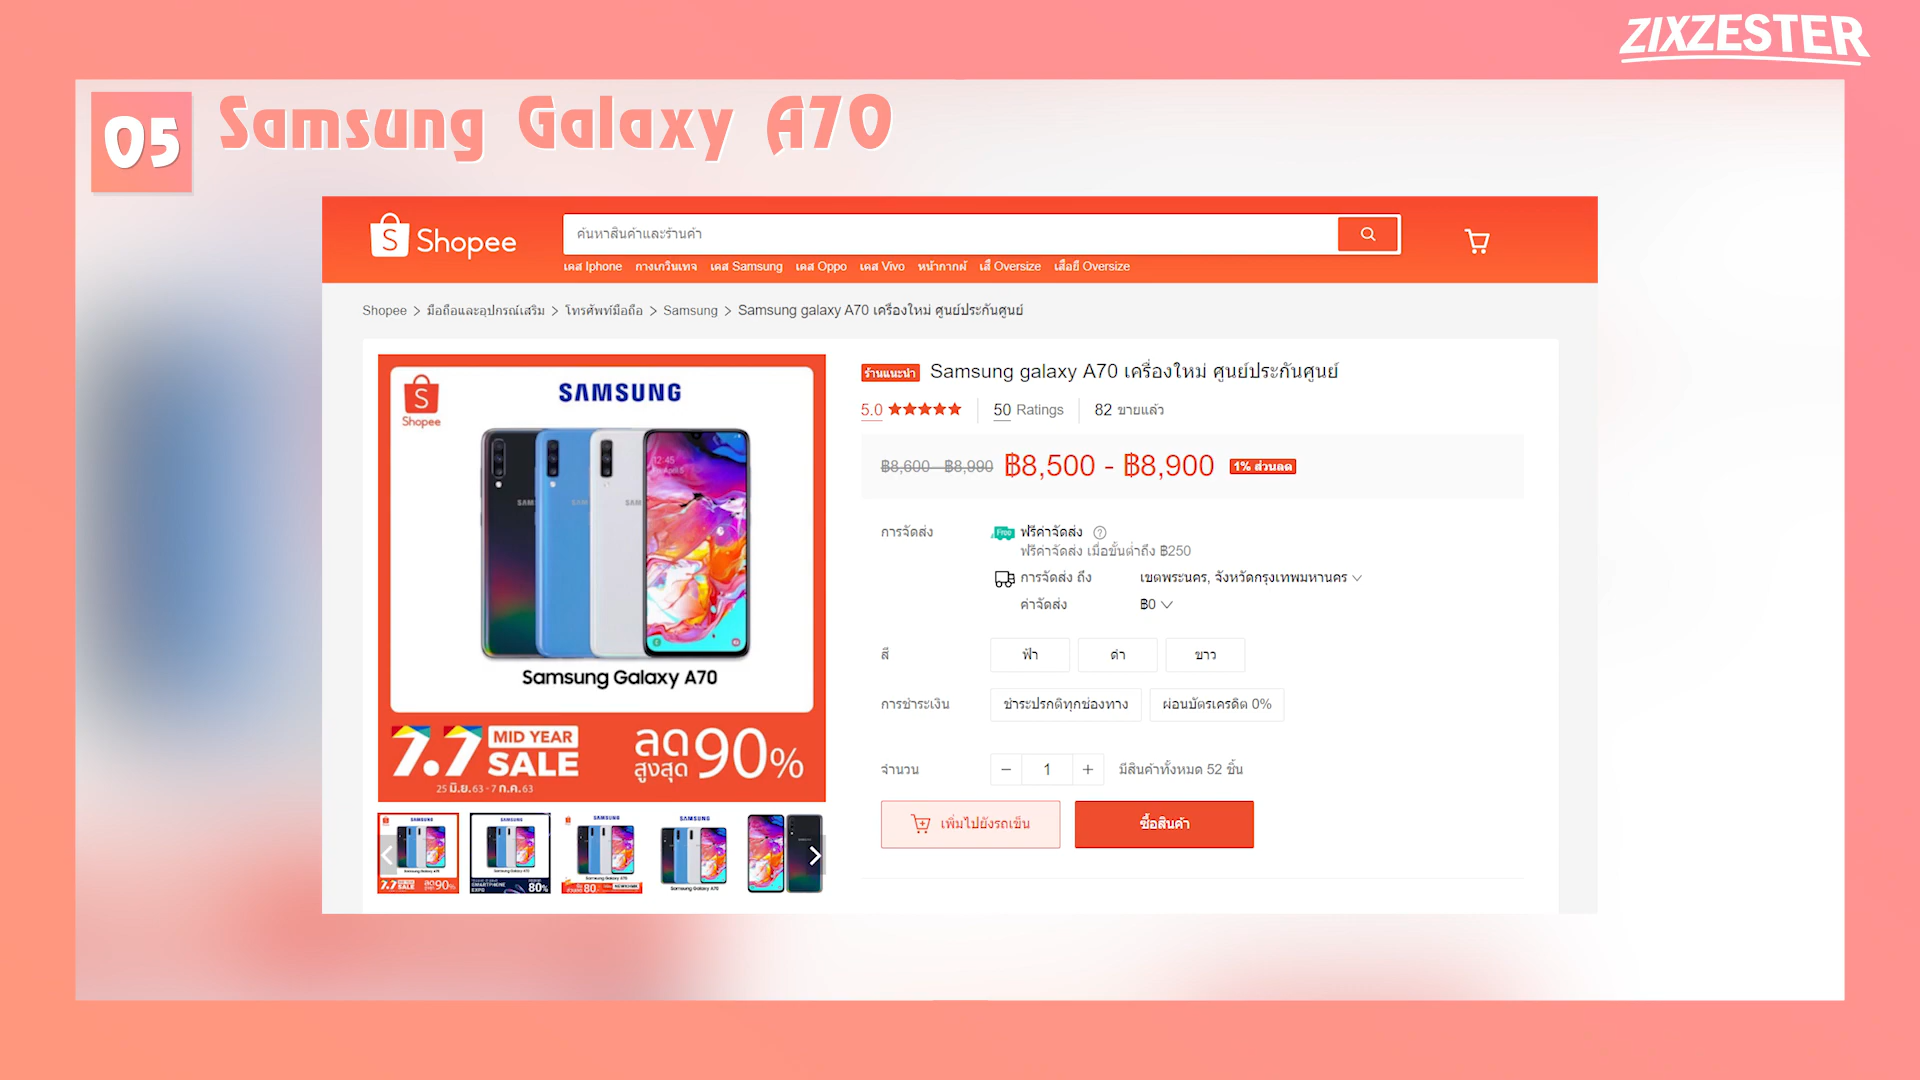 ZIXZESTER
05 Samsung Galaxy A70
Shopee
ค้นหาสินค้าและร้านค้า
เคส Iphone กางเกงวินเทจ เคส Samsung เคส Oppo เคส Vivo หน้ากากผ้า เสื้อ Oversize เสื้อยืด Oversize
Shopee > มือถือและอุปกรณ์เสริม > โทรศัพท์มือถือ > Samsung > Samsung galaxy A70 เครื่องใหม่ ศูนย์ประกันศูนย์
Shopee
SAMSUNG
12:45
Samsung Galaxy A70
7.7 MID YEAR SALE
25 มิ.ย.63 - 7 ก.ค.63
ลดสูงสุด 90%
ร้านแนะนำ Samsung galaxy A70 เครื่องใหม่ ศูนย์ประกันศูนย์
5.0 50 Ratings 82 ขายแล้ว
฿8,600 - ฿8,990 ฿8,500 - ฿8,900 1% ส่วนลด
การจัดส่ง Free ฟรีค่าจัดส่ง ?
ฟรีค่าจัดส่ง เมื่อขั้นต่ำถึง ฿250
การจัดส่ง ถึง เขตพระนคร, จังหวัดกรุงเทพมหานคร
ค่าจัดส่ง ฿0
สี ฟ้า ดำ ขาว
การชำระเงิน ชำระปรกติทุกช่องทาง ผ่อนบัตรเครดิต 0%
จำนวน − 1 + มีสินค้าทั้งหมด 52 ชิ้น
เพิ่มไปยังรถเข็น ซื้อสินค้า